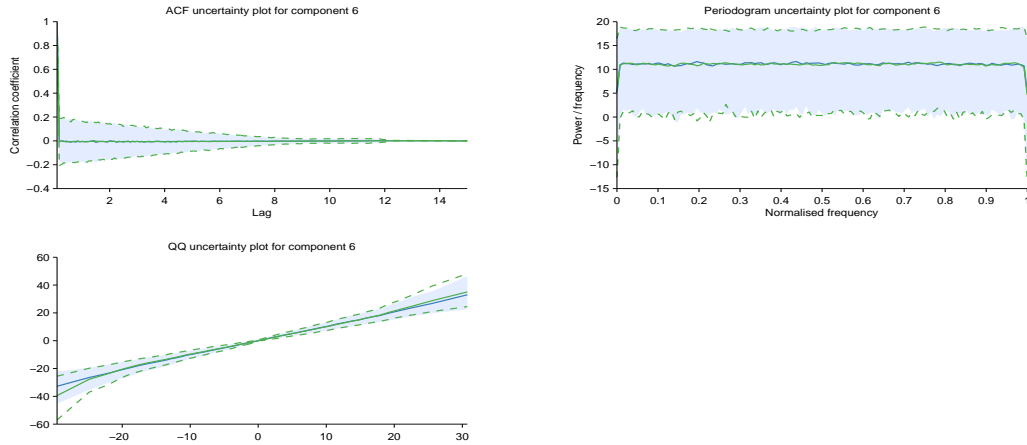 ACF uncertainty plot for component 6
1
0.8
0.6
0.4
0.2
0
−0.2
−0.4
Correlation coefficient
2 4 6 8 10 12 14
Lag
Periodogram uncertainty plot for component 6
20
15
10
5
0
−5
−10
−15
Power / frequency
0 0.1 0.2 0.3 0.4 0.5 0.6 0.7 0.8 0.9 1
Normalised frequency
QQ uncertainty plot for component 6
60
40
20
0
−20
−40
−60
−20 −10 0 10 20 30